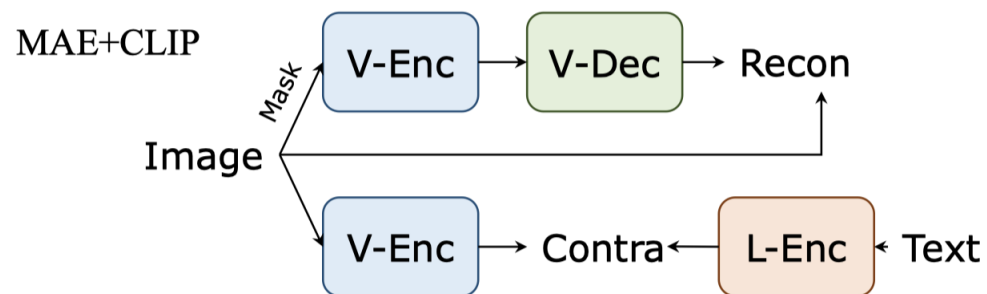 MAE+CLIP
Mask
V-Enc
V-Dec
Recon
Image
V-Enc
Contra
L-Enc
Text